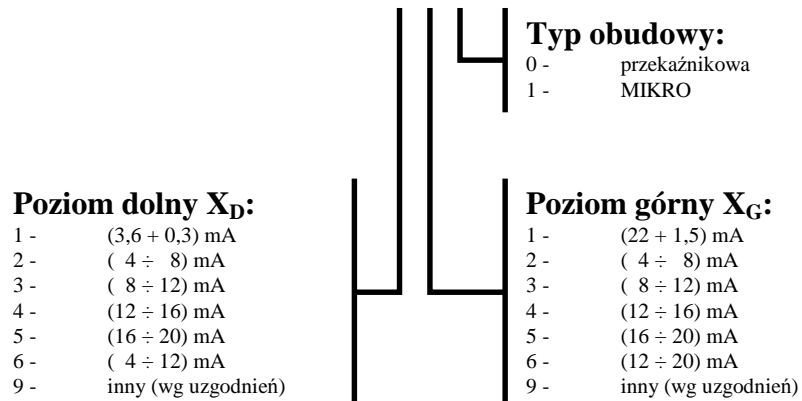 Typ obudowy:
0 - przekaźnikowa
1 - MIKRO
Poziom dolny X_D:
1 - (3,6 + 0,3) mA
2 - ( 4 ÷ 8) mA
3 - ( 8 ÷ 12) mA
4 - (12 ÷ 16) mA
5 - (16 ÷ 20) mA
6 - ( 4 ÷ 12) mA
9 - inny (wg uzgodnień)
Poziom górny X_G:
1 - (22 + 1,5) mA
2 - ( 4 ÷ 8) mA
3 - ( 8 ÷ 12) mA
4 - (12 ÷ 16) mA
5 - (16 ÷ 20) mA
6 - (12 ÷ 20) mA
9 - inny (wg uzgodnień)